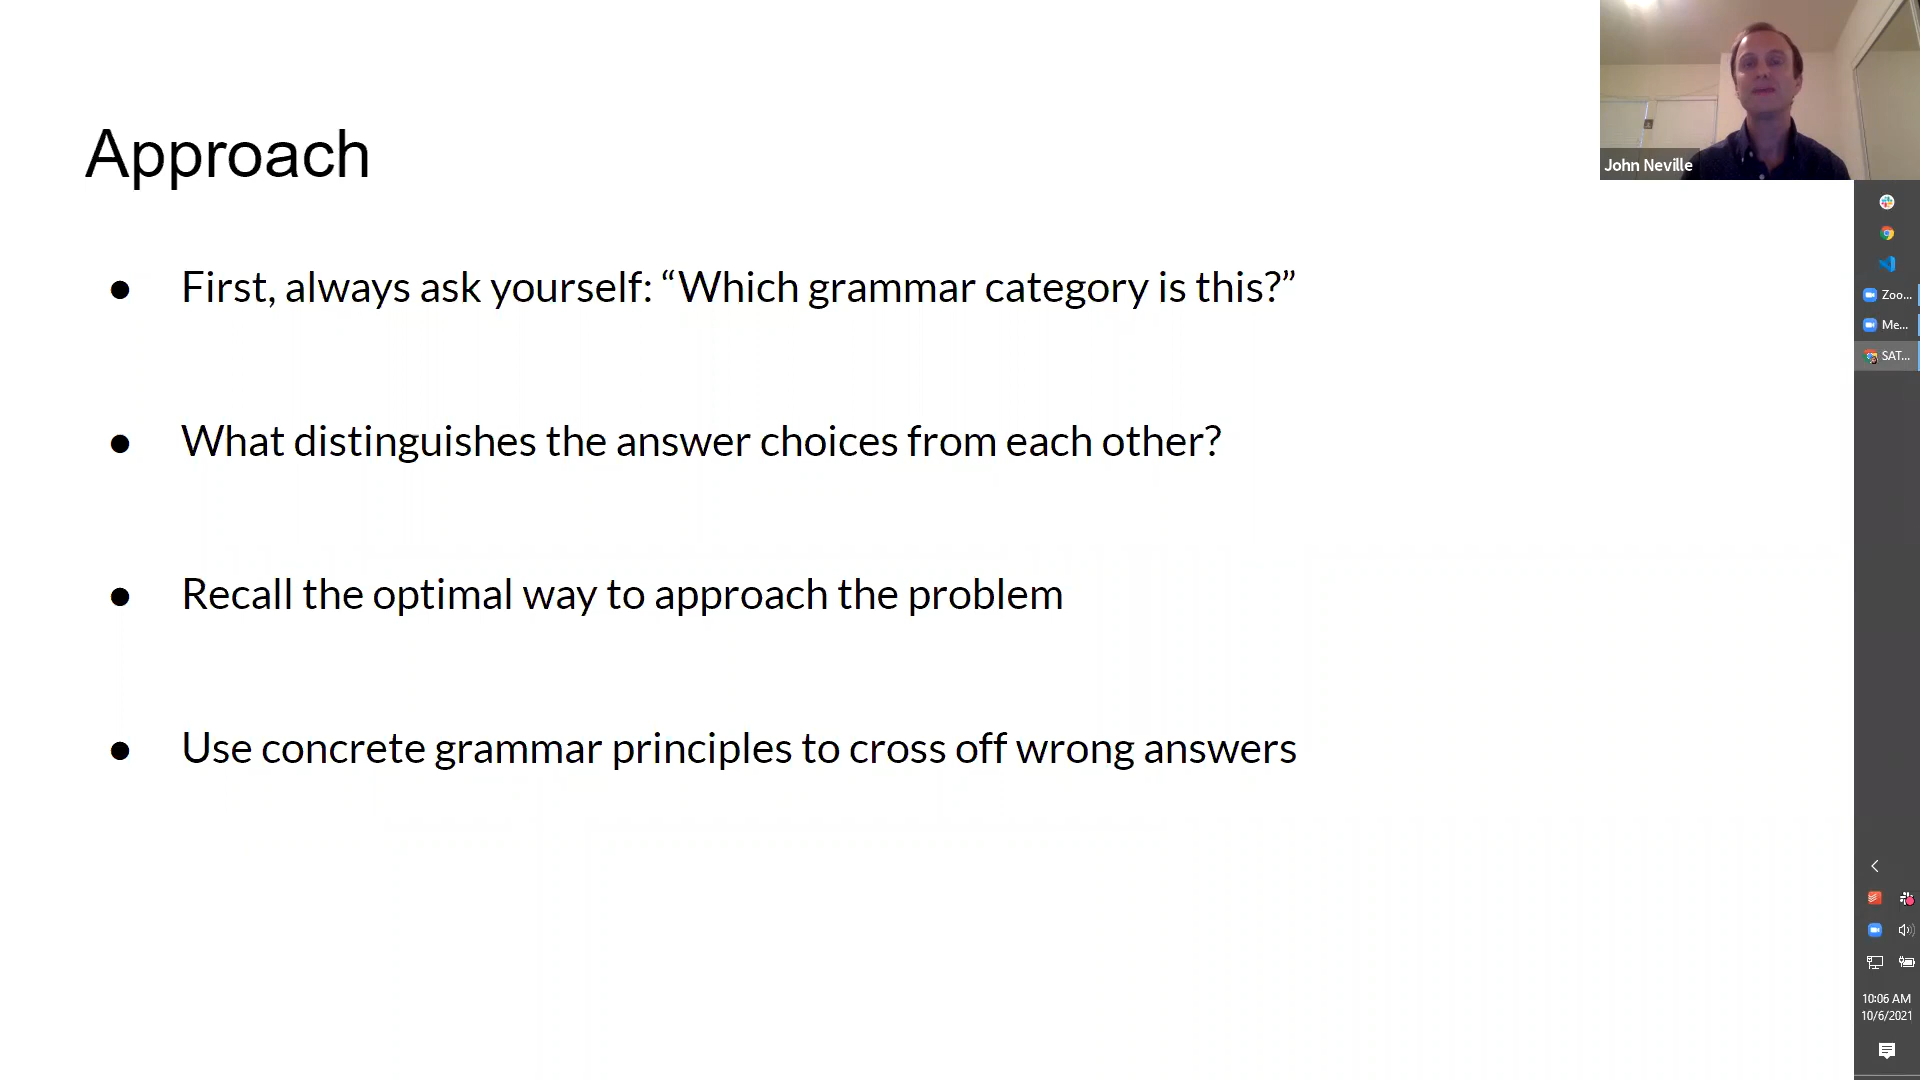 Approach
● First, always ask yourself: “Which grammar category is this?”
● What distinguishes the answer choices from each other?
● Recall the optimal way to approach the problem
● Use concrete grammar principles to cross off wrong answers
John Neville
Zoo...
Me...
SAT...
10:06 AM
10/6/2021